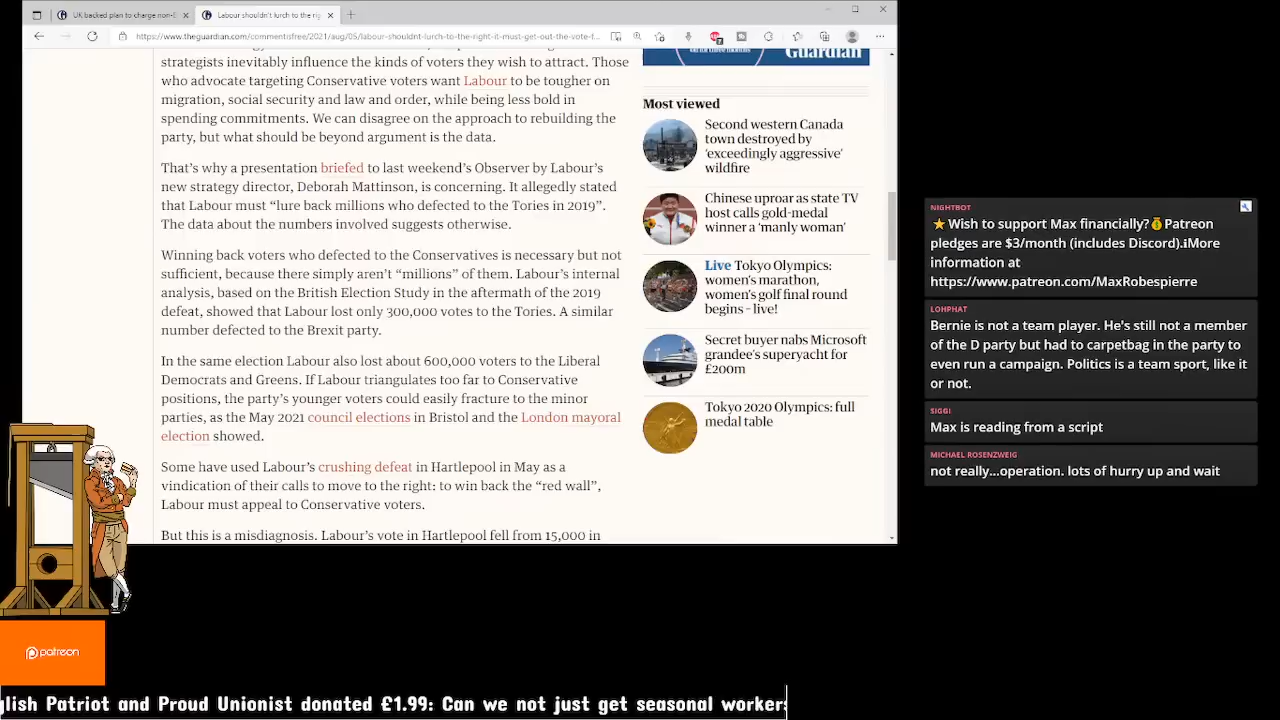 UK backed plan to charge non-E
Labour shouldn't lurch to the rig
https://www.theguardian.com/commentisfree/2021/aug/05/labour-shouldnt-lurch-to-the-right-it-must-get-out-the-vote-f...
strategists inevitably influence the kinds of voters they wish to attract. Those
who advocate targeting Conservative voters want Labour to be tougher on
migration, social security and law and order, while being less bold in
spending commitments. We can disagree on the approach to rebuilding the
party, but what should be beyond argument is the data.
That's why a presentation briefed to last weekend's Observer by Labour's
new strategy director, Deborah Mattinson, is concerning. It allegedly stated
that Labour must “lure back millions who defected to the Tories in 2019”.
The data about the numbers involved suggests otherwise.
Winning back voters who defected to the Conservatives is necessary but not
sufficient, because there simply aren't “millions” of them. Labour's internal
analysis, based on the British Election Study in the aftermath of the 2019
defeat, showed that Labour lost only 300,000 votes to the Tories. A similar
number defected to the Brexit party.
In the same election Labour also lost about 600,000 voters to the Liberal
Democrats and Greens. If Labour triangulates too far to Conservative
positions, the party's younger voters could easily fracture to the minor
parties, as the May 2021 council elections in Bristol and the London mayoral
election showed.
Some have used Labour's crushing defeat in Hartlepool in May as a
vindication of their calls to move to the right: to win back the “red wall”,
Labour must appeal to Conservative voters.
But this is a misdiagnosis. Labour's vote in Hartlepool fell from 15,000 in
Guardian
Most viewed
Second western Canada
town destroyed by
‘exceedingly aggressive’
wildfire
Chinese uproar as state TV
host calls gold-medal
winner a ‘manly woman’
Live Tokyo Olympics:
women's marathon,
women's golf final round
begins – live!
Secret buyer nabs Microsoft
grandee's superyacht for
£200m
Tokyo 2020 Olympics: full
medal table
NIGHTBOT
⭐Wish to support Max financially?💰Patreon
pledges are $3/month (includes Discord).ℹMore
information at
https://www.patreon.com/MaxRobespierre
LOHPHAT
Bernie is not a team player. He's still not a member
of the D party but had to carpetbag in the party to
even run a campaign. Politics is a team sport, like it
or not.
SIGGI
Max is reading from a script
MICHAEL ROSENZWEIG
not really...operation. lots of hurry up and wait
patreon
glish Patriot and Proud Unionist donated £1.99: Can we not just get seasonal workers